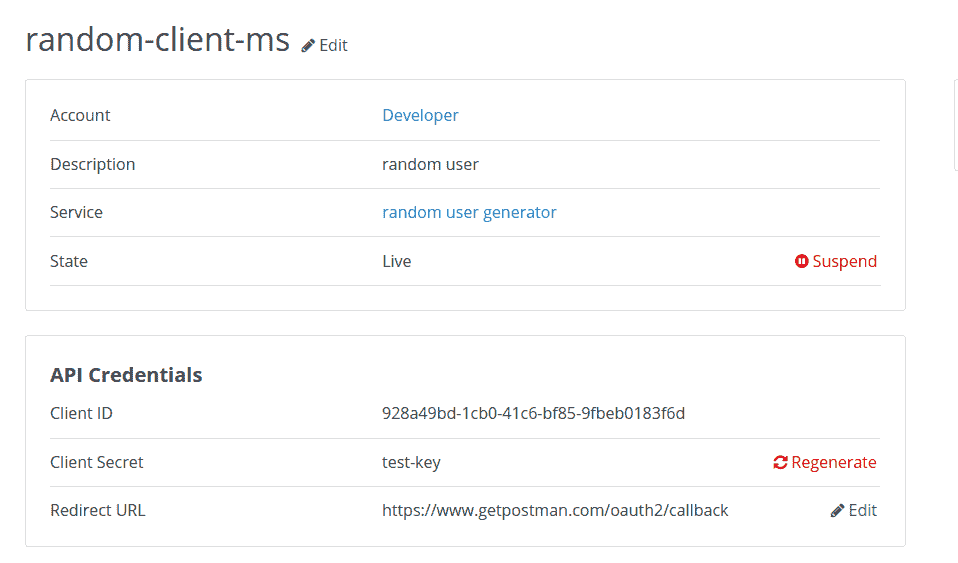 random-client-ms Edit
Account Developer
Description random user
Service random user generator
State Live Suspend
API Credentials
Client ID 928a49bd-1cb0-41c6-bf85-9fbeb0183f6d
Client Secret test-key Regenerate
Redirect URL https://www.getpostman.com/oauth2/callback Edit